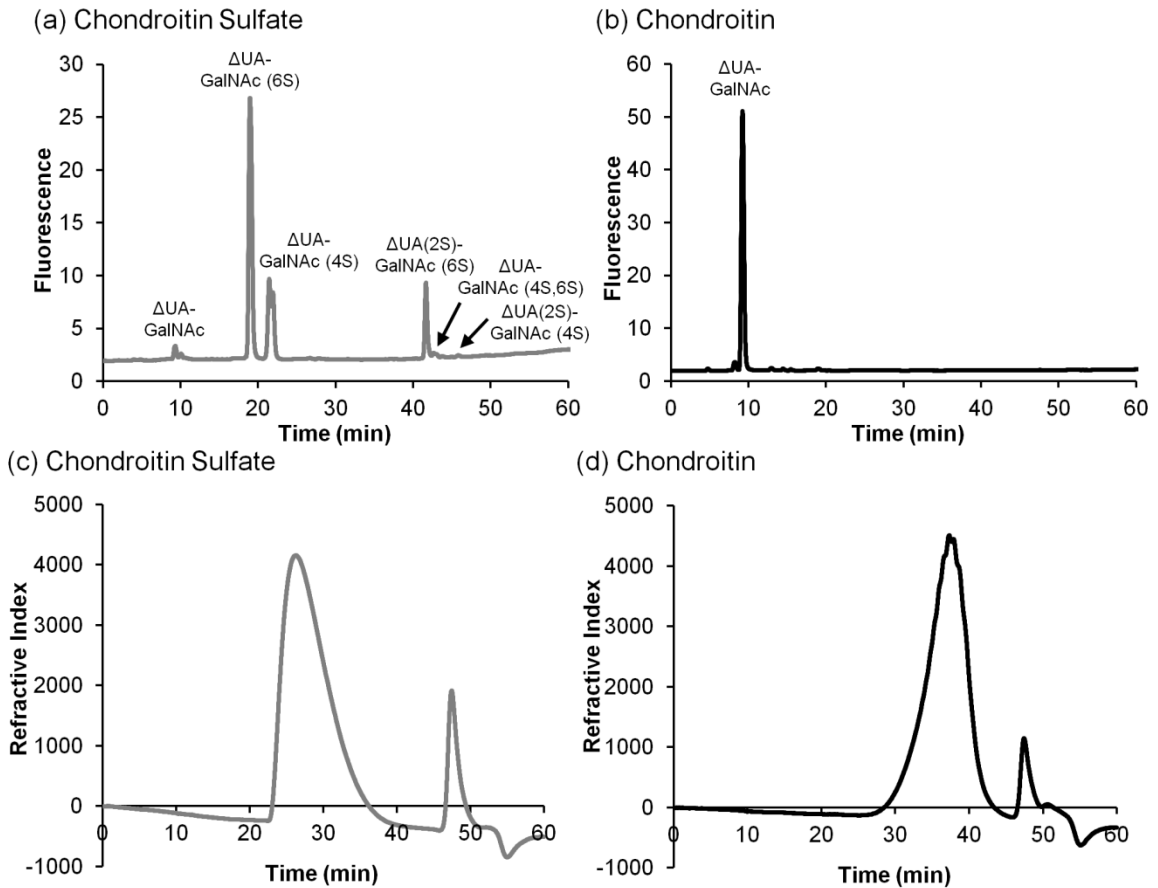 (a) Chondroitin Sulfate
30
25
20
15
10
5
0
Fluorescence
0 10 20 30 40 50 60
Time (min)
ΔUA-
GalNAc
ΔUA-
GalNAc (6S)
ΔUA-
GalNAc (4S)
ΔUA(2S)-
GalNAc
(6S)
ΔUA-
GalNAc (4S,6S)
ΔUA(2S)-
GalNAc (4S)
(b) Chondroitin
60
50
40
30
20
10
0
Fluorescence
0 10 20 30 40 50 60
Time (min)
ΔUA-
GalNAc
(c) Chondroitin Sulfate
5000
4000
3000
2000
1000
0
-1000
Refractive Index
0 10 20 30 40 50 60
Time (min)
(d) Chondroitin
5000
4000
3000
2000
1000
0
-1000
Refractive Index
0 10 20 30 40 50 60
Time (min)